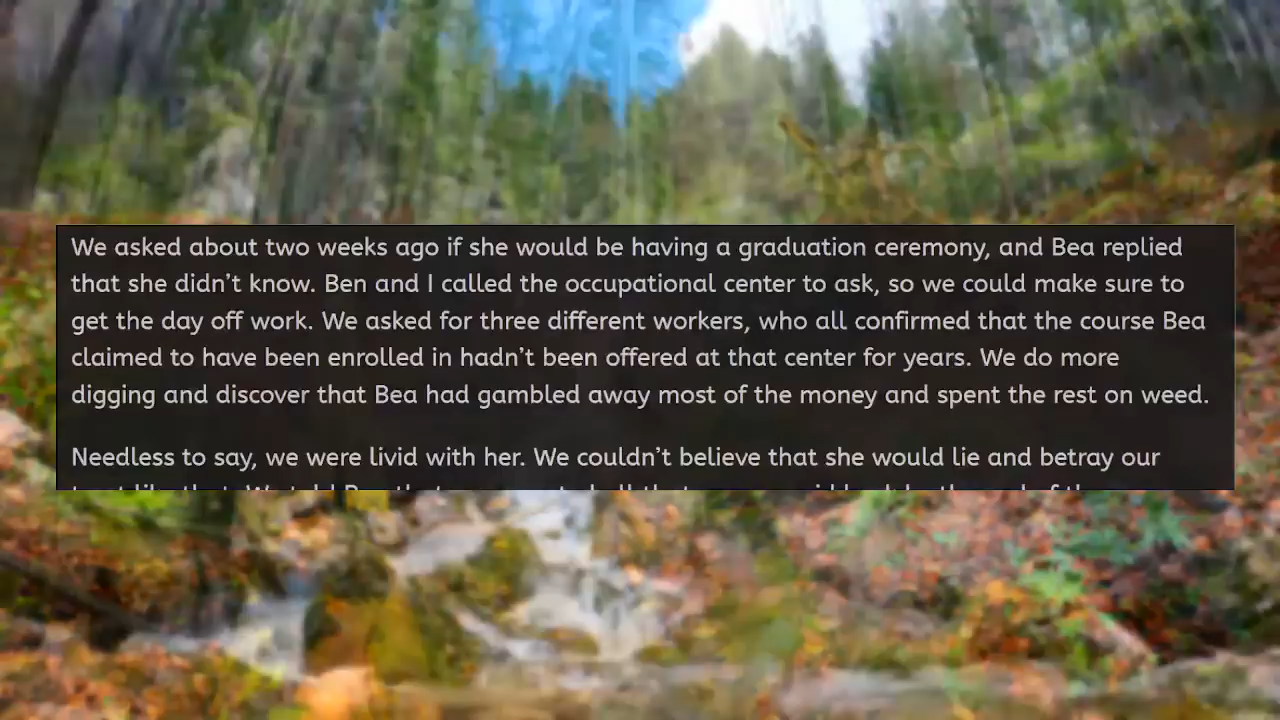 We asked about two weeks ago if she would be having a graduation ceremony, and Bea replied
that she didn’t know. Ben and I called the occupational center to ask, so we could make sure to
get the day off work. We asked for three different workers, who all confirmed that the course Bea
claimed to have been enrolled in hadn’t been offered at that center for years. We do more
digging and discover that Bea had gambled away most of the money and spent the rest on weed.
Needless to say, we were livid with her. We couldn’t believe that she would lie and betray our